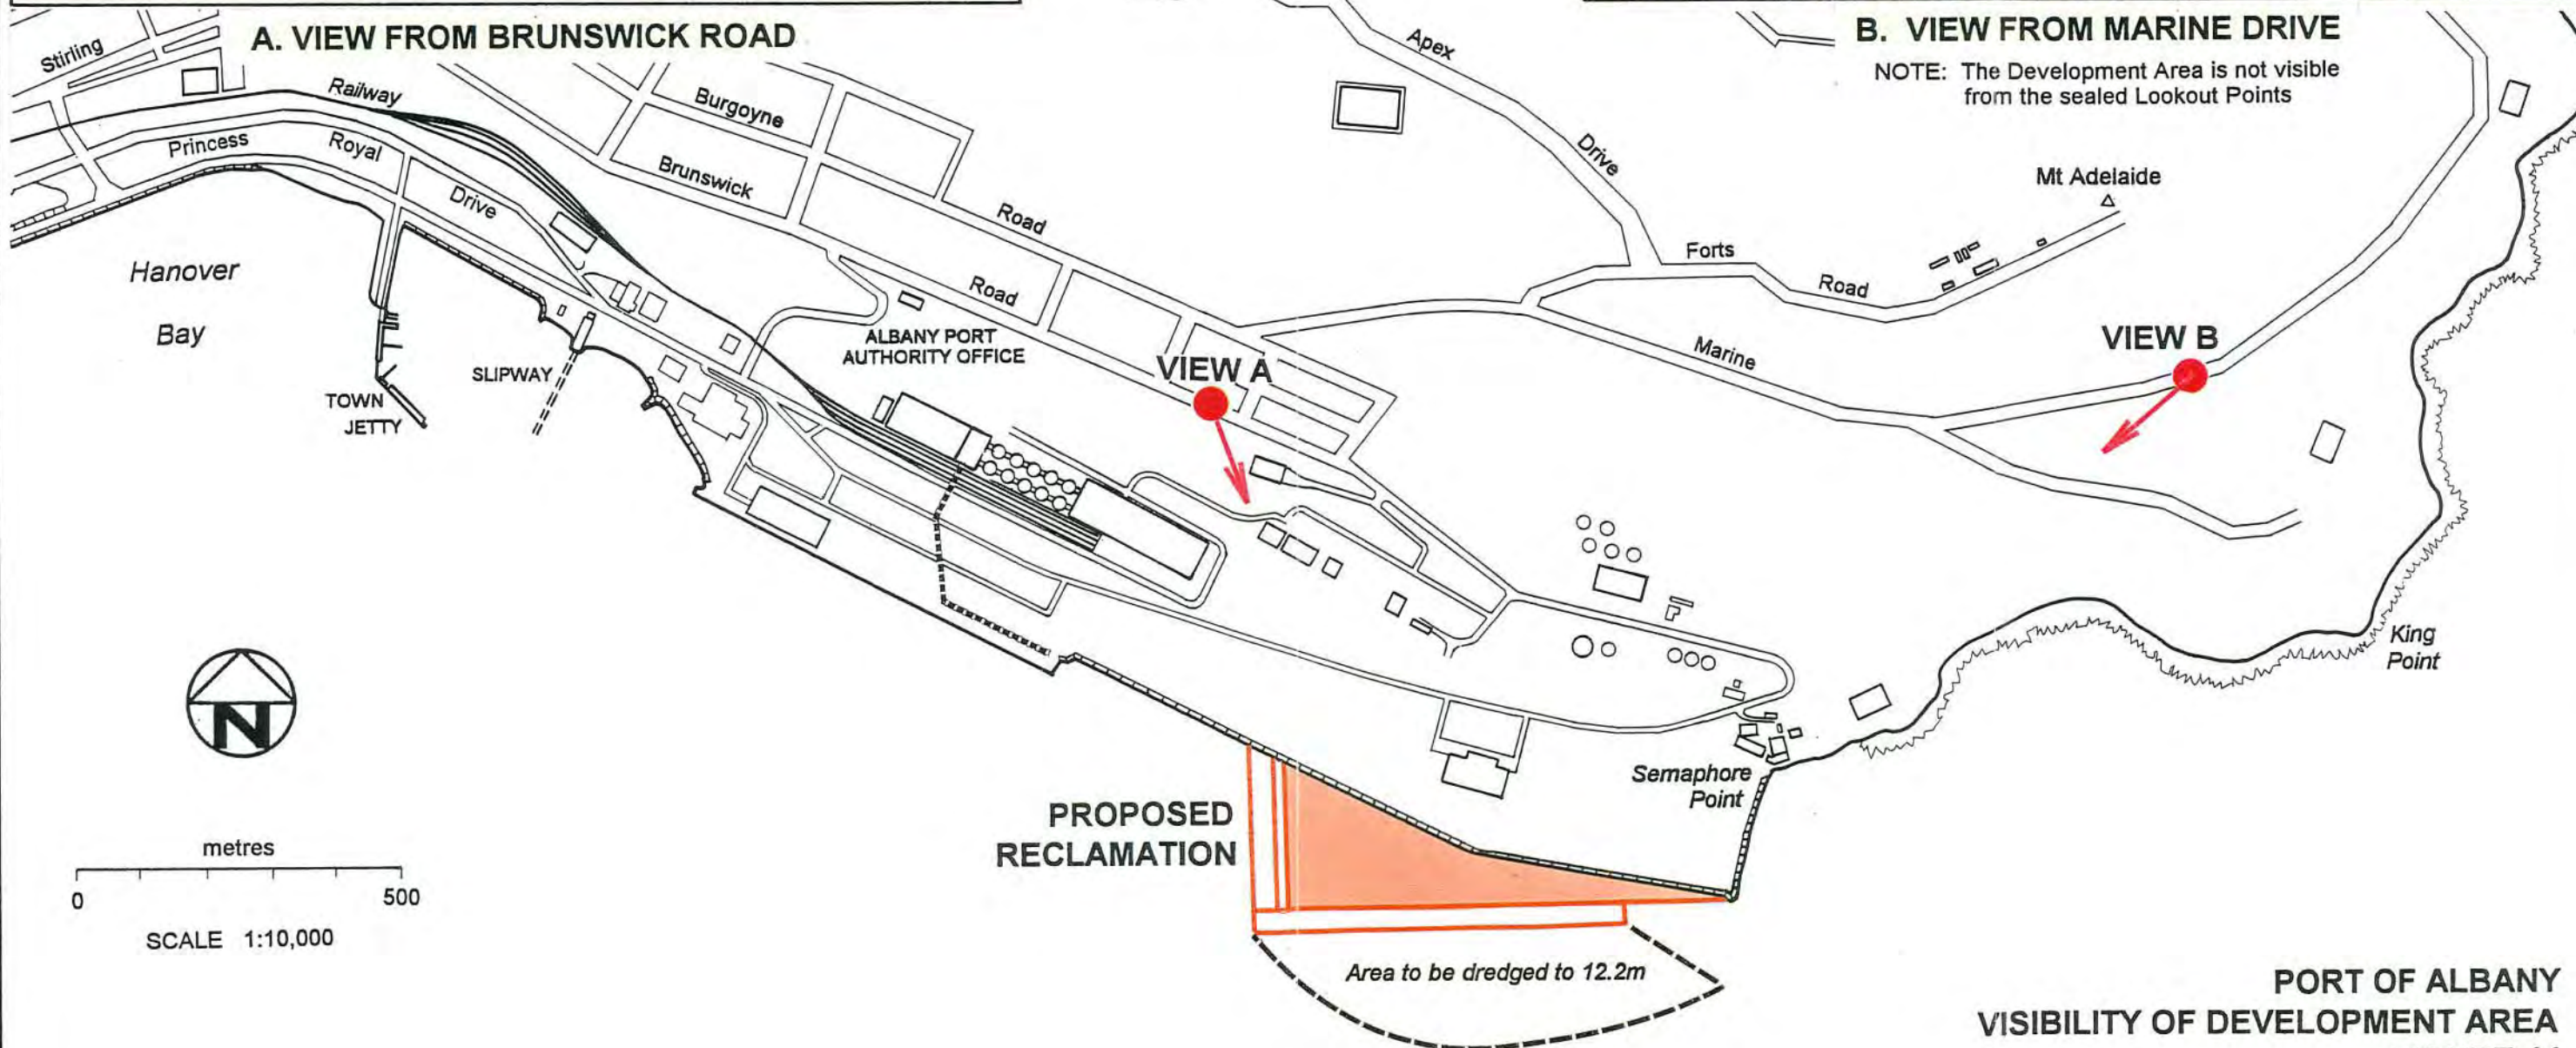 A. VIEW FROM BRUNSWICK ROAD
B. VIEW FROM MARINE DRIVE
NOTE: The Development Area is not visible
from the sealed Lookout Points
Stirling
Railway
Princess
Royal
Drive
Burgoyne
Road
Brunswick
Road
Apex
Drive
Forts
Road
Mt Adelaide
Marine
Hanover
Bay
TOWN
JETTY
SLIPWAY
ALBANY PORT
AUTHORITY OFFICE
VIEW A
VIEW B
King
Point
Semaphore
Point
N
metres
0
500
SCALE 1:10,000
PROPOSED
RECLAMATION
Area to be dredged to 12.2m
PORT OF ALBANY
VISIBILITY OF DEVELOPMENT AREA